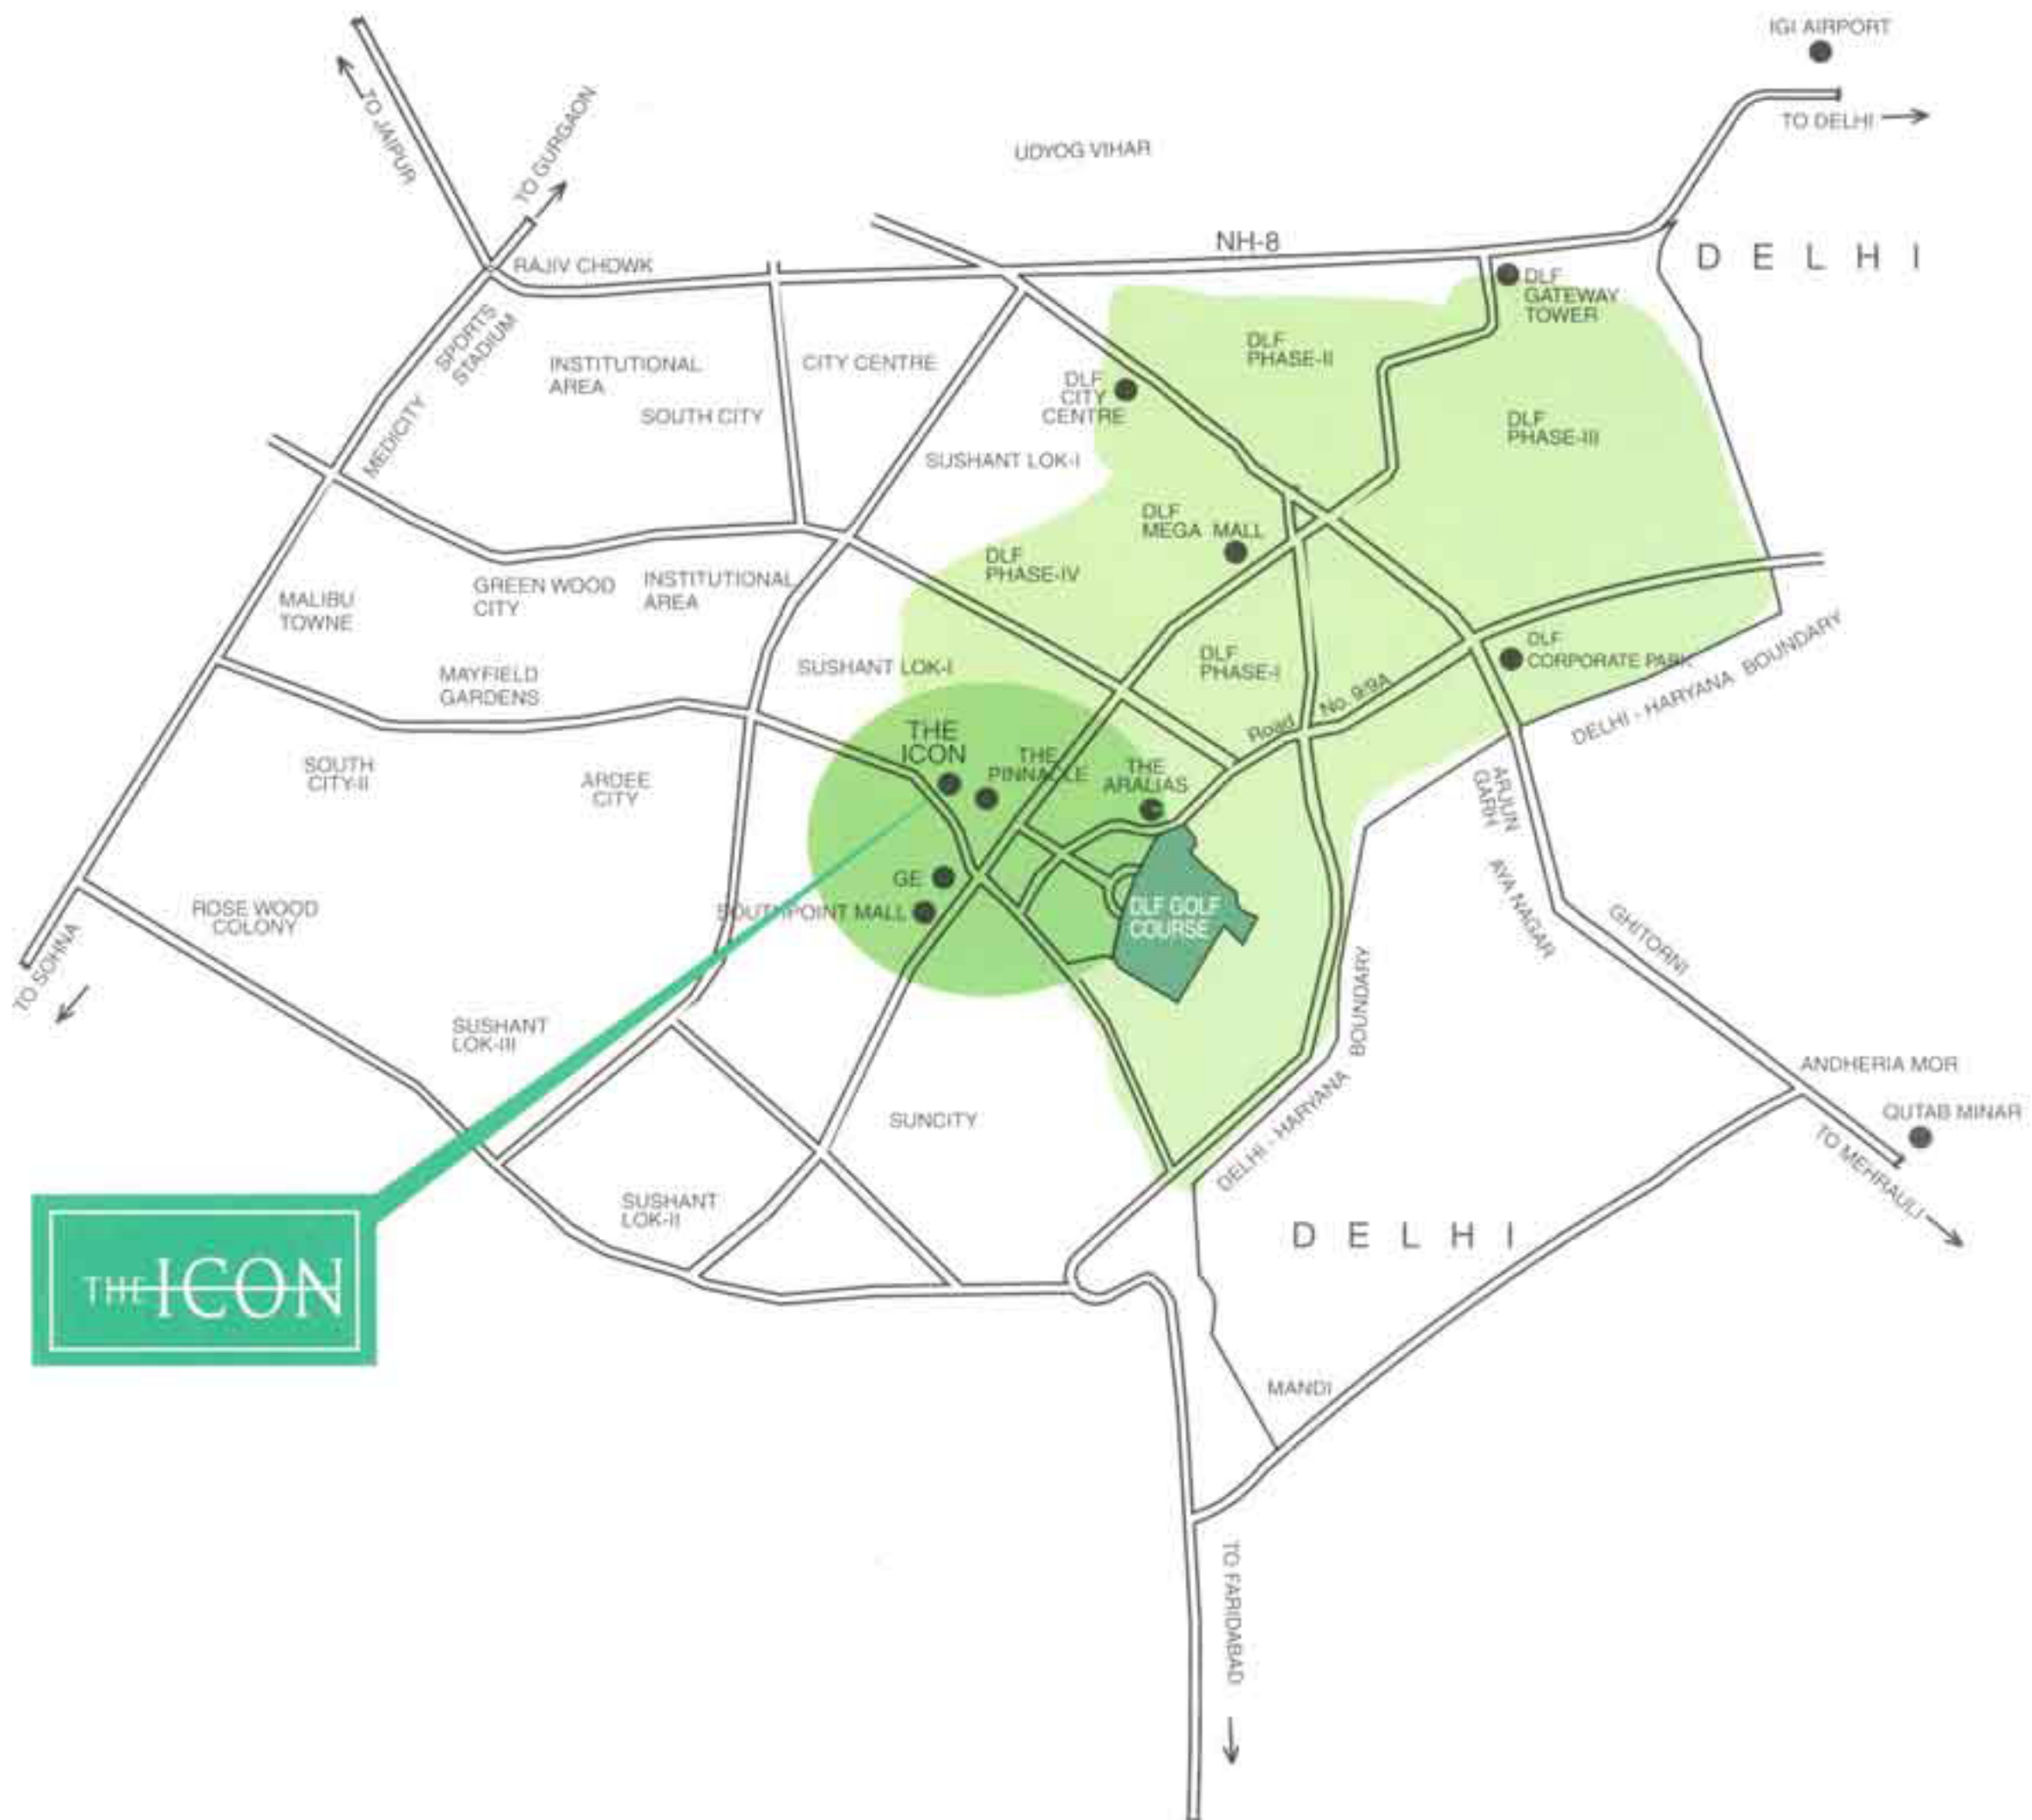 IGI AIRPORT
TO DELHI
TO JAIPUR
TO GURGAON
UDYOG VIHAR
NH-8
DELHI
RAJIV CHOWK
DLF
GATEWAY
TOWER
SPORTS
STADIUM
INSTITUTIONAL
AREA
CITY CENTRE
DLF
PHASE-II
DLF
CITY
CENTRE
SOUTH CITY
DLF
PHASE-III
MEDICITY
SUSHANT LOK-I
DLF
MEGA MALL
DLF
PHASE-IV
MALIBU
TOWNE
GREEN WOOD
CITY
INSTITUTIONAL
AREA
DLF
PHASE-I
DLF
CORPORATE PARK
MAYFIELD
GARDENS
SUSHANT LOK-I
Road No. 9:9A
DELHI - HARYANA BOUNDARY
THE
ICON
THE
PINNACLE
THE
ARALIAS
SOUTH
CITY-II
ARDEE
CITY
ARJUN
GARH
AYA NAGAR
GE
SOUTHPOINT MALL
DLF GOLF
COURSE
ROSE WOOD
COLONY
GHITORNI
TO SOHNA
SUSHANT
LOK-III
DELHI - HARYANA BOUNDARY
ANDHERIA MOR
QUTAB MINAR
TO MEHRAULI
SUNCITY
SUSHANT
LOK-II
DELHI
THE ICON
MANDI
TO FARIDABAD